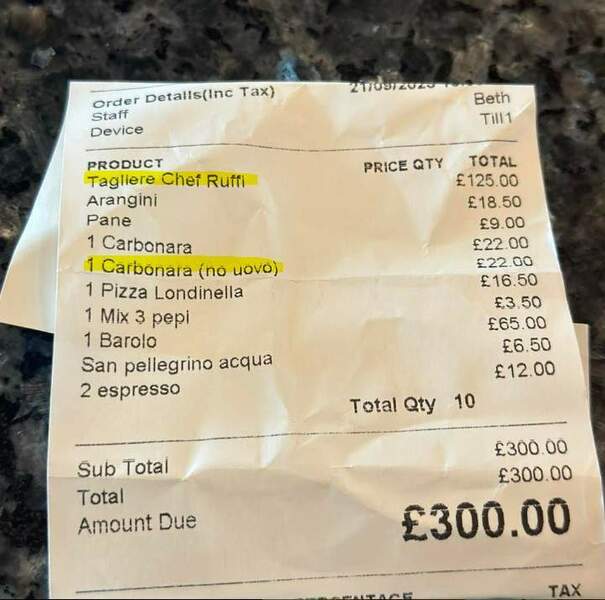 Order Details(Inc Tax)
Staff Beth
Device Till1
PRODUCT PRICE QTY TOTAL
Tagliere Chef Ruffi £125.00
Arangini £18.50
Pane £9.00
1 Carbonara £22.00
1 Carbonara (no uovo) £22.00
1 Pizza Londinella £16.50
1 Mix 3 pepi £3.50
1 Barolo £65.00
San pellegrino acqua £6.50
2 espresso £12.00
Total Qty 10
Sub Total £300.00
Total £300.00
Amount Due £300.00
TAX